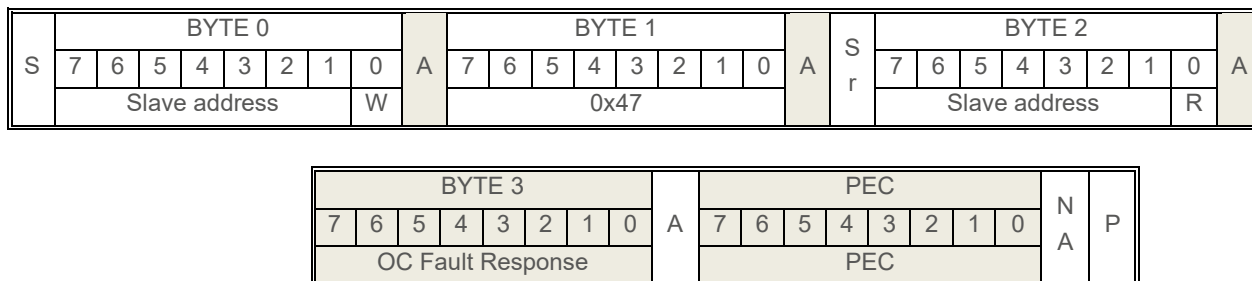 BYTE 0 BYTE 1 BYTE 2
S 7 6 5 4 3 2 1 0 A 7 6 5 4 3 2 1 0 A Sr 7 6 5 4 3 2 1 0 A
Slave address W 0x47 Slave address R
BYTE 3 PEC
7 6 5 4 3 2 1 0 A 7 6 5 4 3 2 1 0 NA P
OC Fault Response PEC